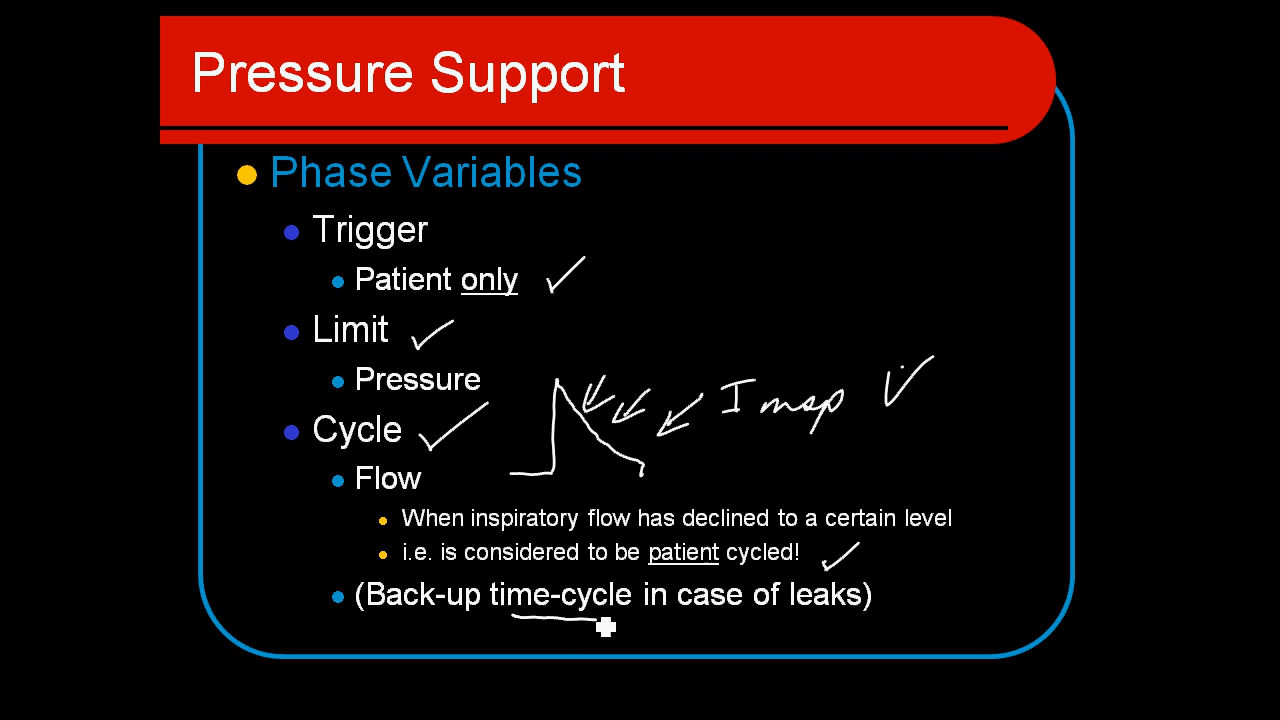 Pressure Support
Phase Variables
Trigger
Patient only
Limit
Pressure
I msp
Cycle
Flow
When inspiratory flow has declined to a certain level
i.e. is considered to be patient cycled!
(Back-up time-cycle in case of leaks)